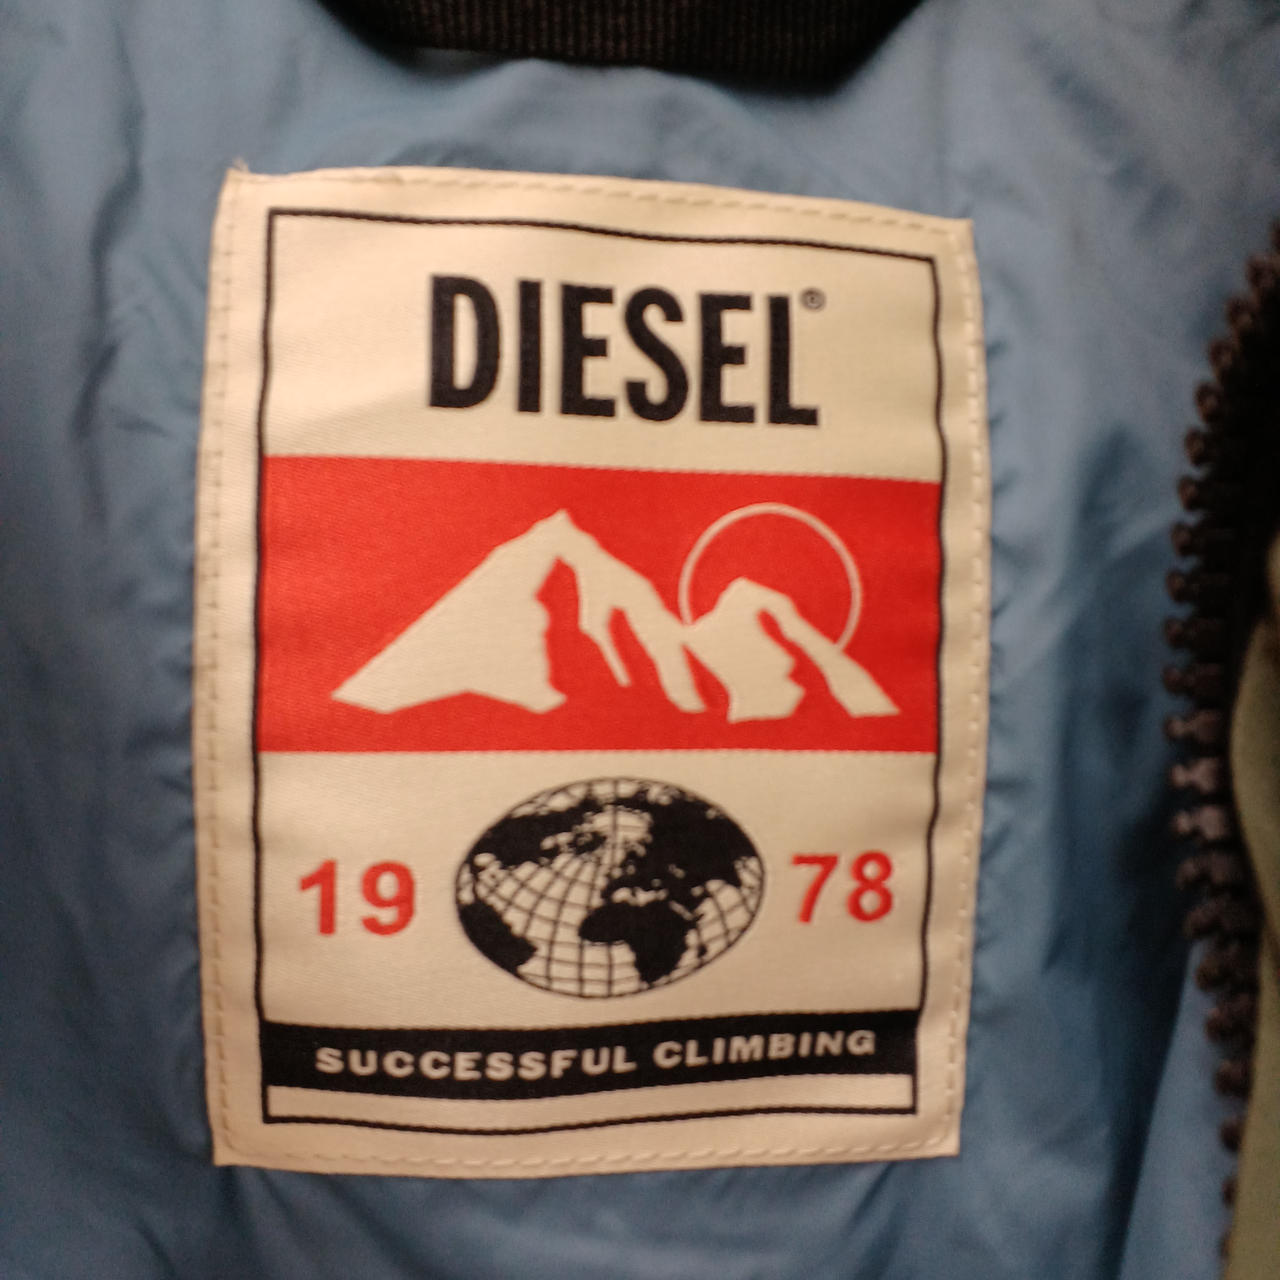 DIESEL®
19 78
SUCCESSFUL CLIMBING